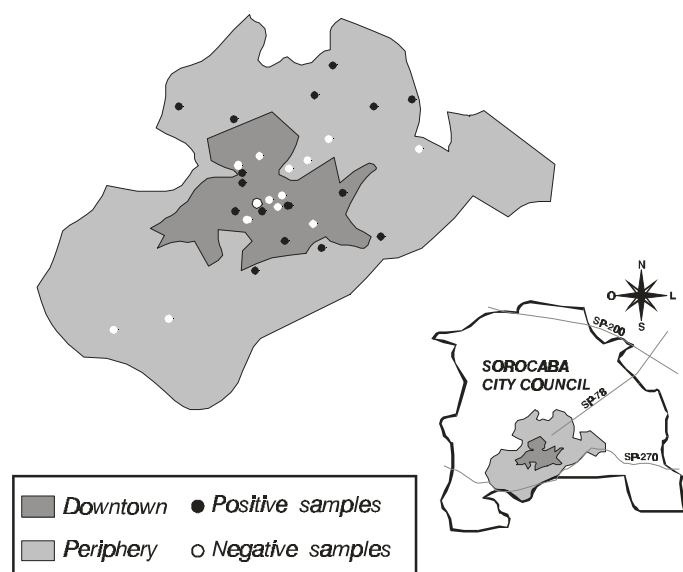 N
O L
S
SP-200
SOROCABA
CITY COUNCIL
SP-78
SP-270
Downtown
Positive samples
Periphery
Negative samples